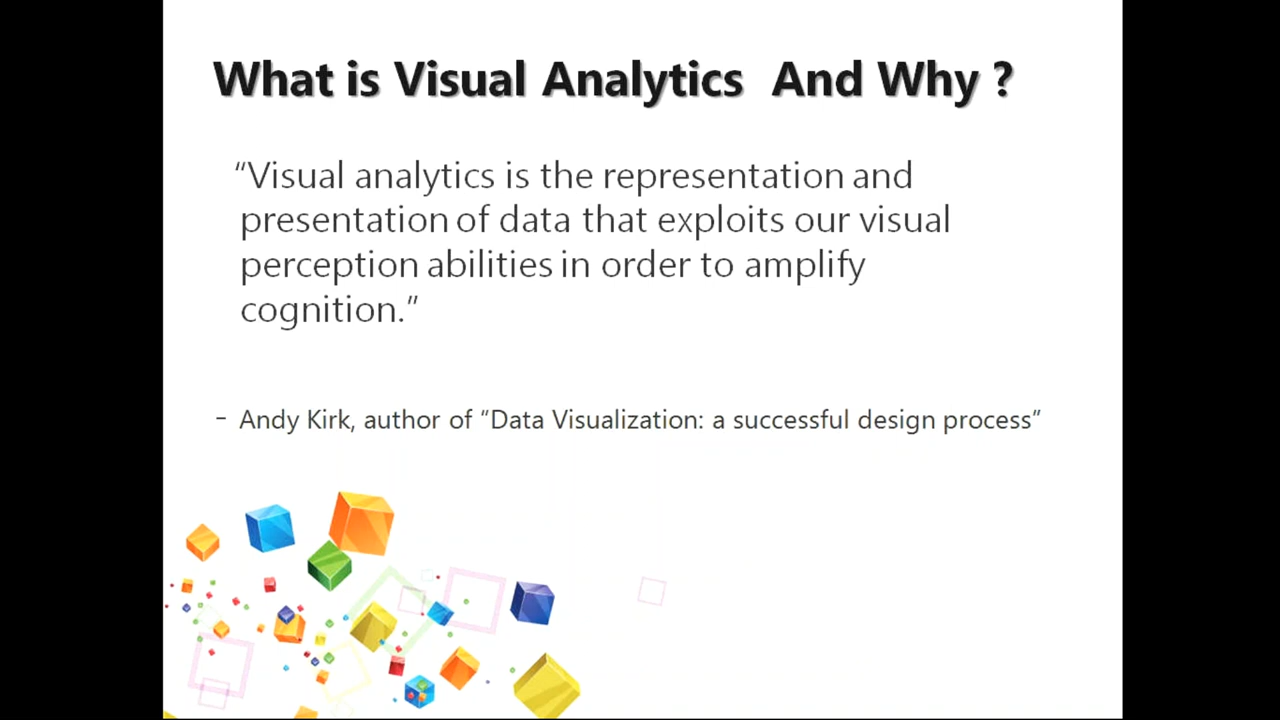 What is Visual Analytics  And Why ?
“Visual analytics is the representation and
presentation of data that exploits our visual
perception abilities in order to amplify
cognition.”
- Andy Kirk, author of “Data Visualization: a successful design process”